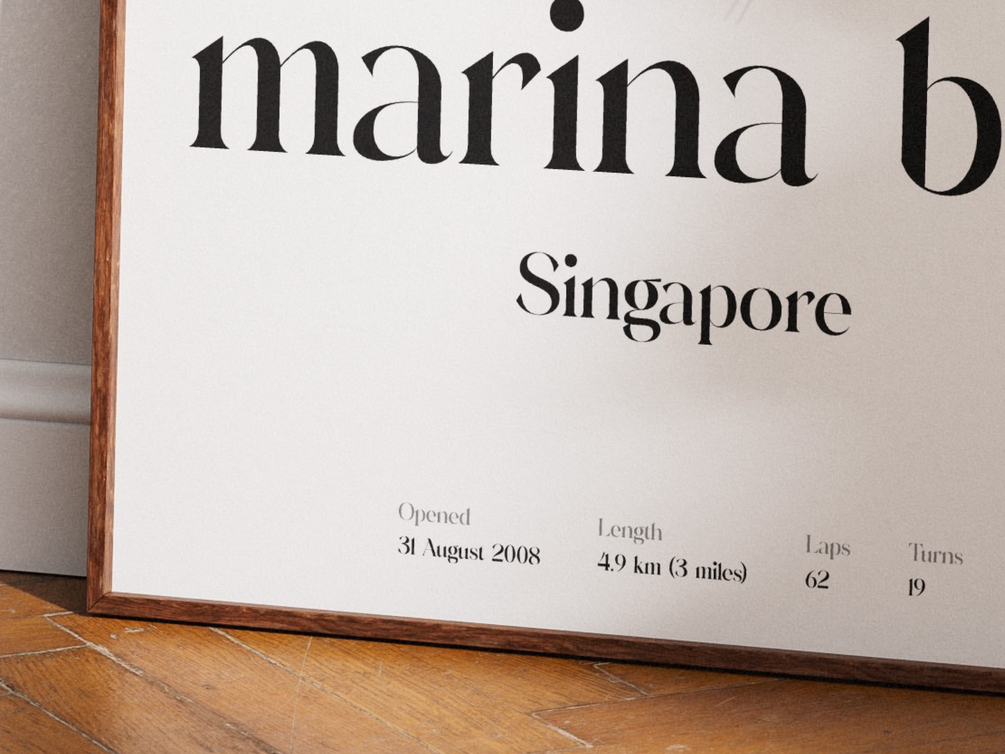 marina b
Singapore
Opened Length Laps Turns
31 August 2008 4.9 km (3 miles) 62 19